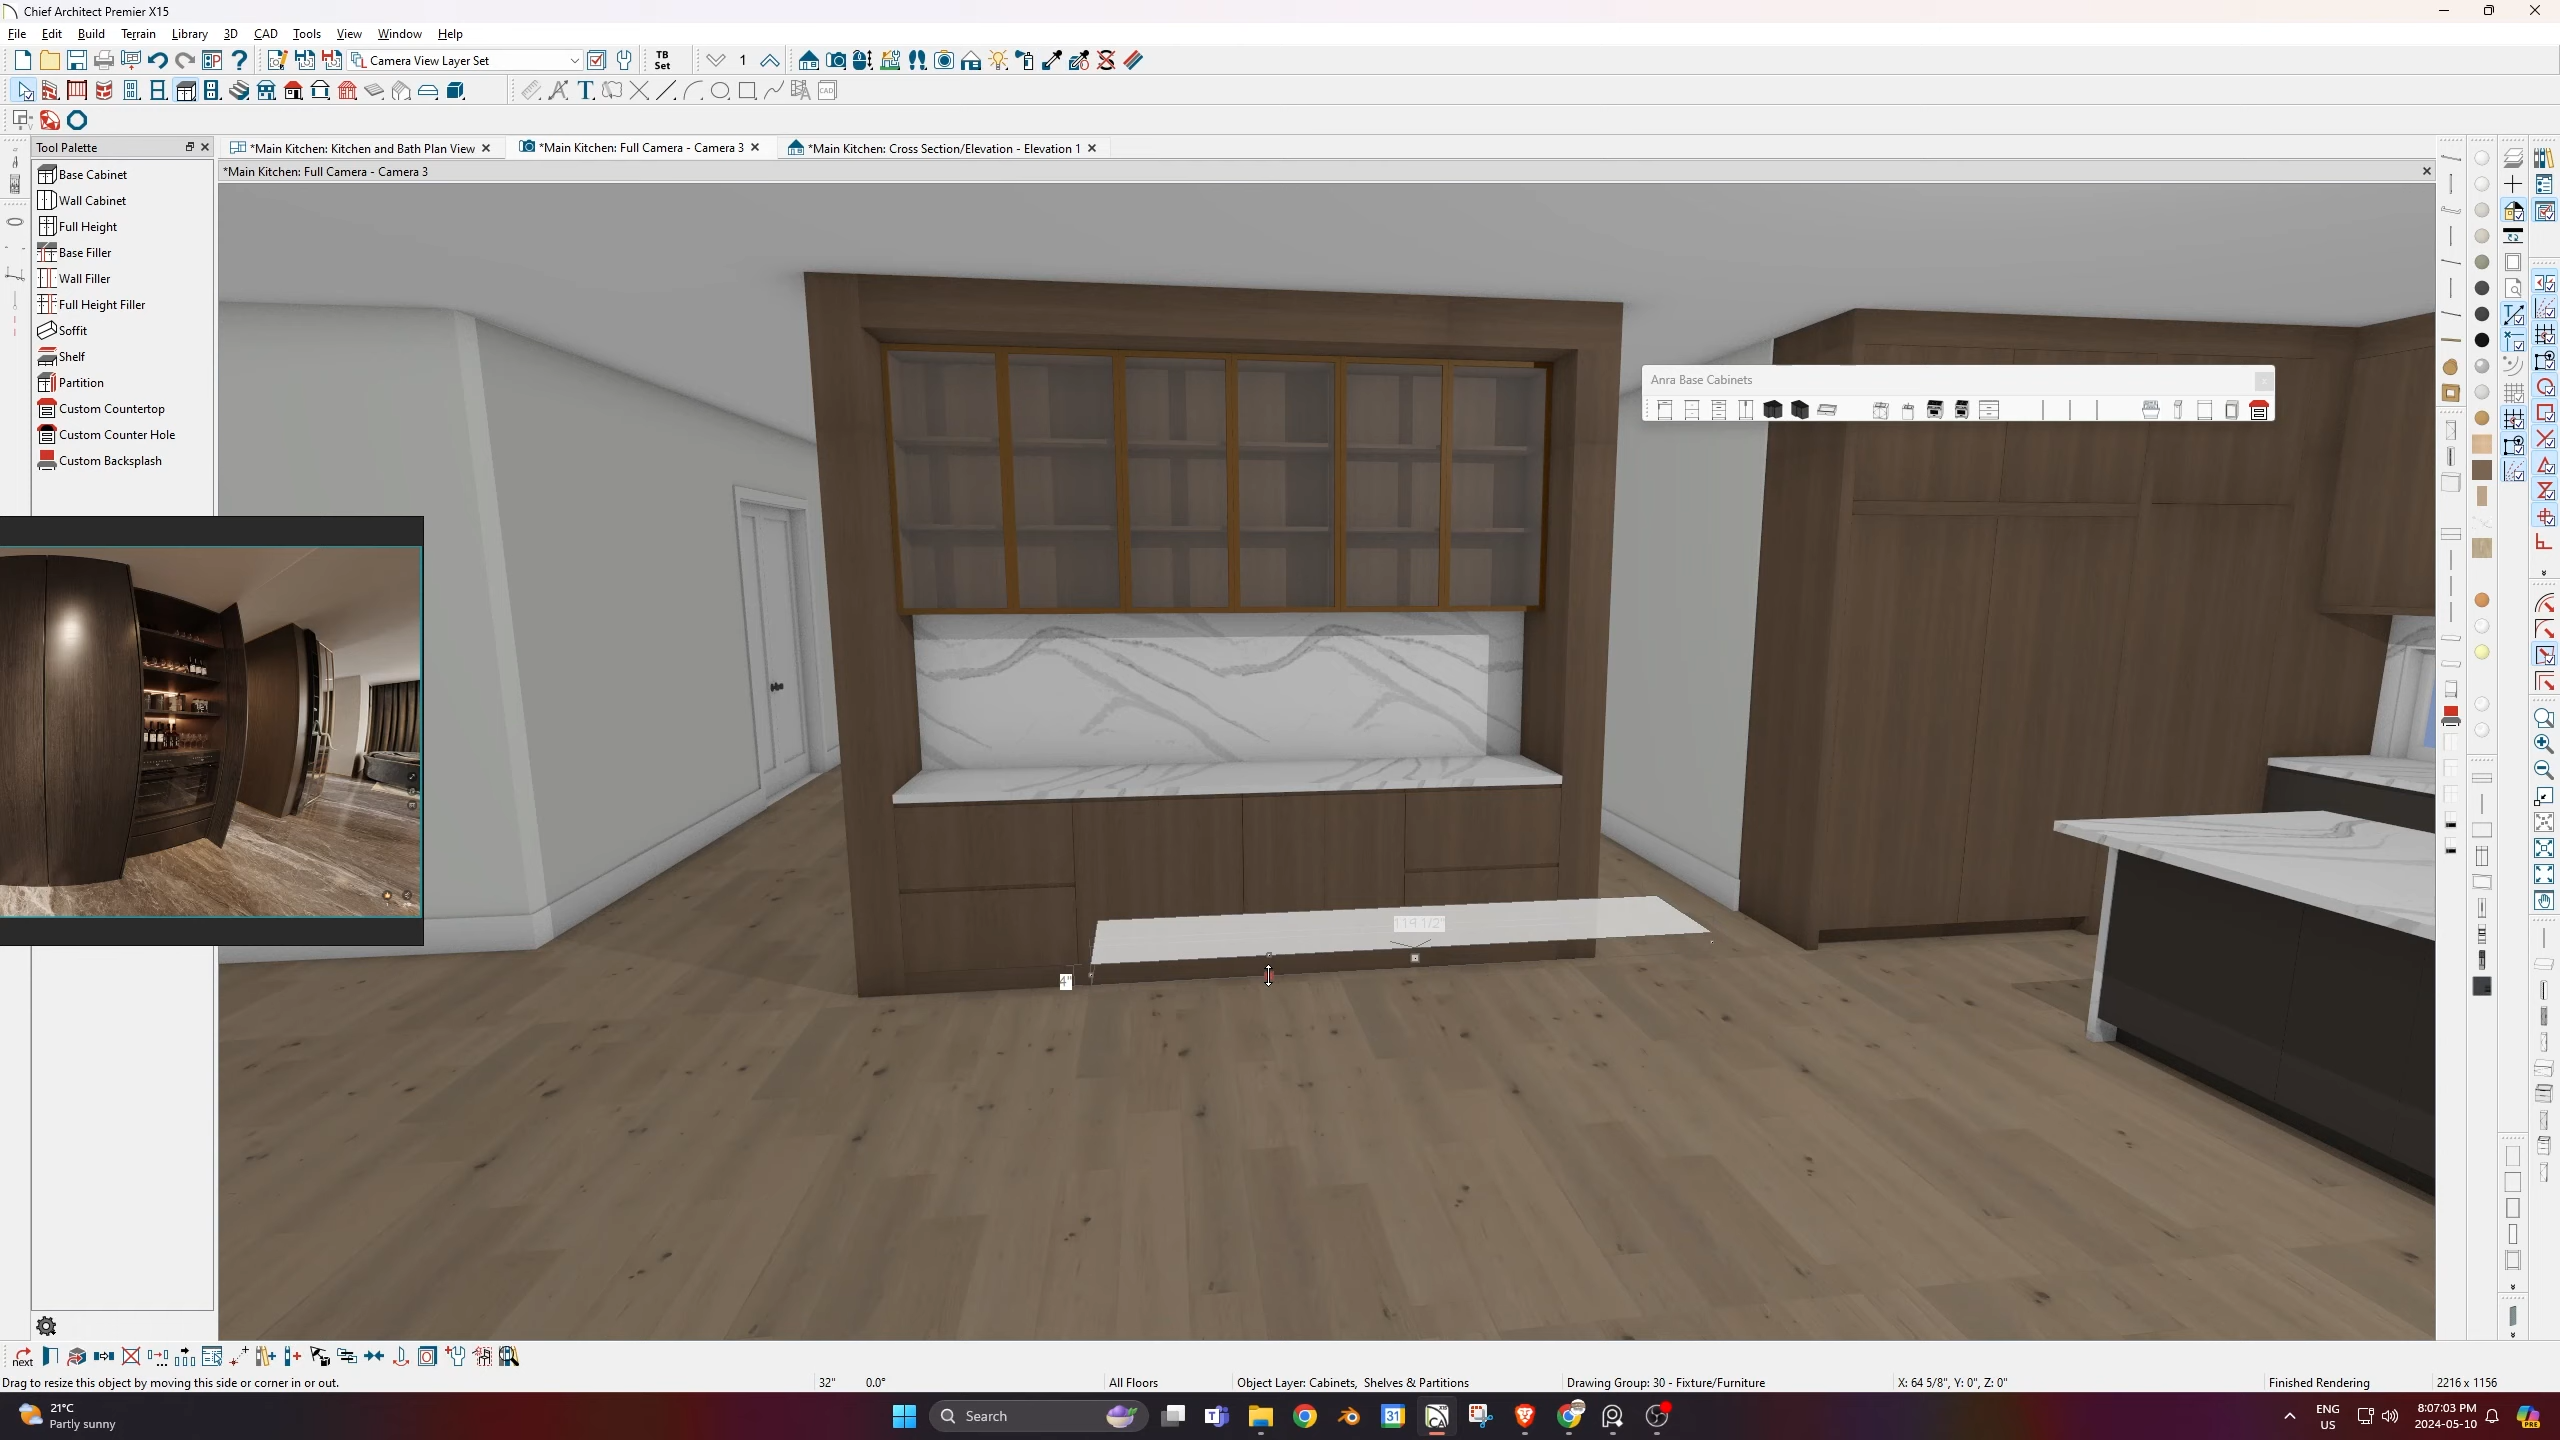 Chief Architect Premier X15
File Edit Build Terrain Library 3D CAD Tools View Window Help
Camera View Layer Set
TB
Set
1
Tool Palette
*Main Kitchen: Kitchen and Bath Plan View
*Main Kitchen: Full Camera - Camera 3
*Main Kitchen: Cross Section/Elevation - Elevation 1
*Main Kitchen: Full Camera - Camera 3
Base Cabinet
Wall Cabinet
Full Height
Base Filler
Wall Filler
Full Height Filler
Soffit
Shelf
Partition
Custom Countertop
Custom Counter Hole
Custom Backsplash
Anra Base Cabinets
119 1/2"
4"
next
Drag to resize this object by moving this side or corner in or out.
32"
0.0°
All Floors
Object Layer: Cabinets, Shelves & Partitions
Drawing Group: 30 - Fixture/Furniture
X: 64 5/8", Y: 0", Z: 0"
Finished Rendering
2216 x 1156
21°C
Partly sunny
Search
31
ENG
US
8:07:03 PM
2024-05-10